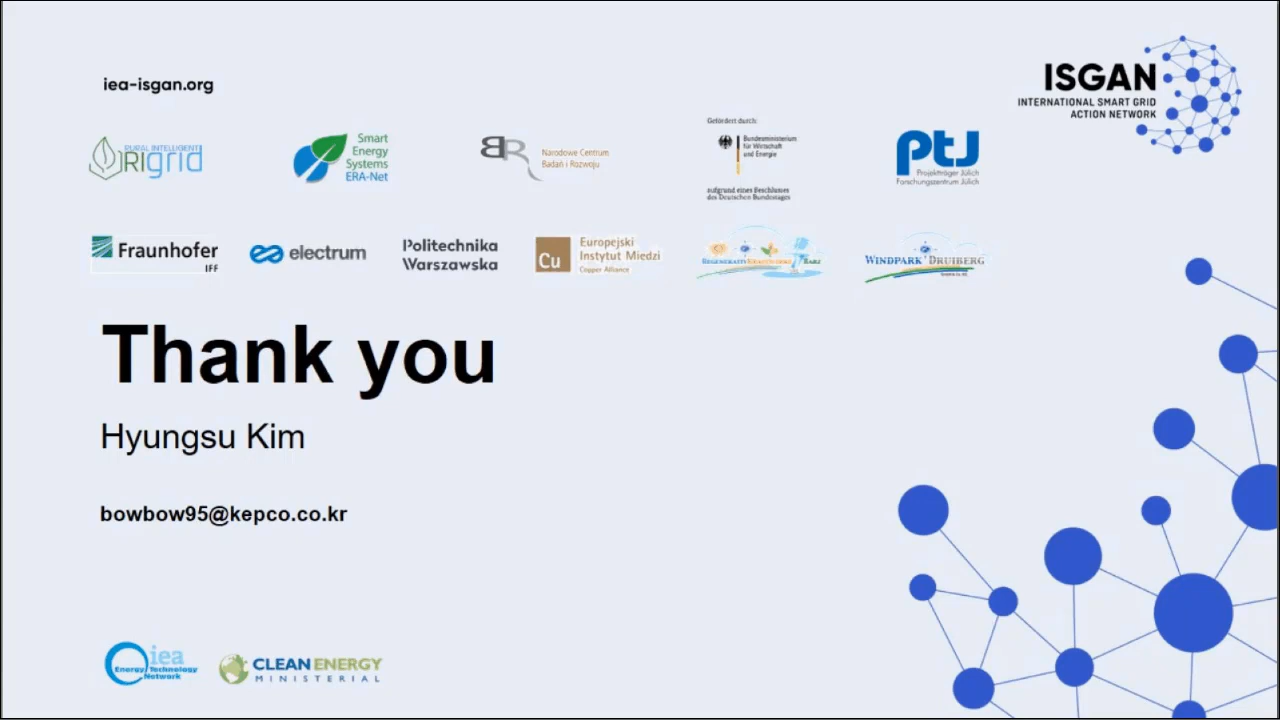 iea-isgan.org
ISGAN
INTERNATIONAL SMART GRID
ACTION NETWORK
RURAL INTELLIGENT
RIgrid
Smart
Energy
Systems
ERA-Net
BR
Narodowe Centrum
Badań i Rozwoju
Gefördert durch:
Bundesministerium
für Wirtschaft
und Energie
aufgrund eines Beschlusses
des Deutschen Bundestages
PtJ
Projektträger Jülich
Forschungszentrum Jülich
Fraunhofer
IFF
electrum
Politechnika
Warszawska
Cu
Europejski
Instytut Miedzi
Copper Alliance
HARZ
WINDPARK DRUIBERG
Thank you
Hyungsu Kim
bowbow95@kepco.co.kr
iea
Energy Technology
Network
CLEAN ENERGY
MINISTERIAL